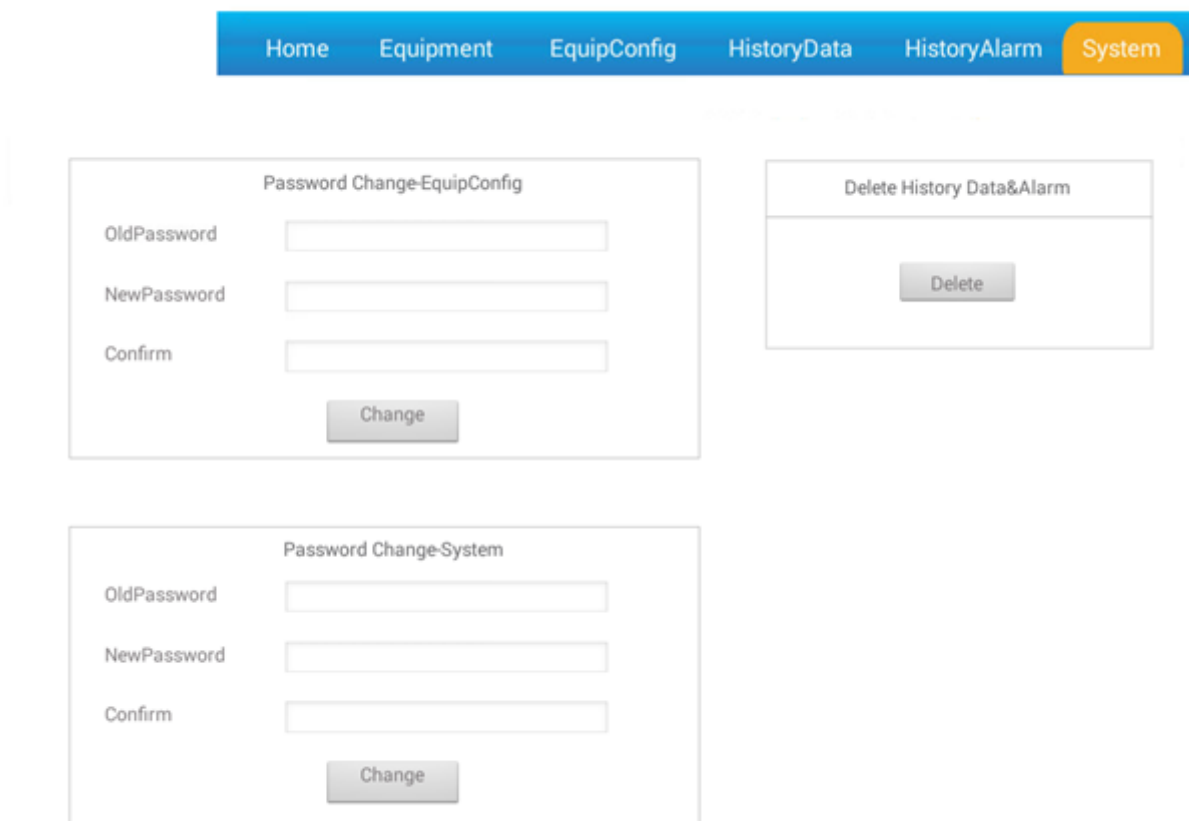 Home Equipment EquipConfig HistoryData HistoryAlarm System
Password Change-EquipConfig
OldPassword
NewPassword
Confirm
Change
Delete History Data&Alarm
Delete
Password Change-System
OldPassword
NewPassword
Confirm
Change